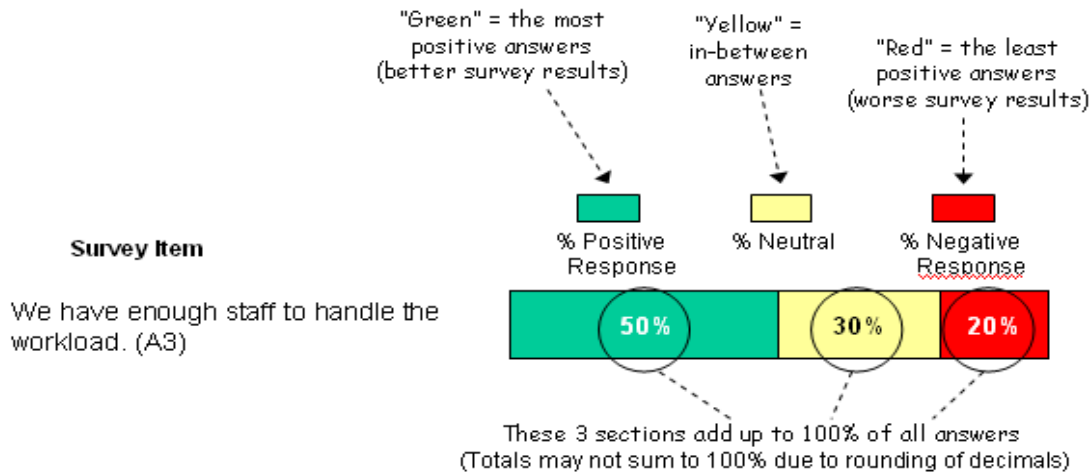 "Green" = the most
positive answers
(better survey results)
"Yellow" =
in-between
answers
"Red" = the least
positive answers
(worse survey results)
Survey Item
% Positive
Response
% Neutral
% Negative
Response
We have enough staff to handle the
workload. (A3)
50%
30%
20%
These 3 sections add up to 100% of all answers
(Totals may not sum to 100% due to rounding of decimals)